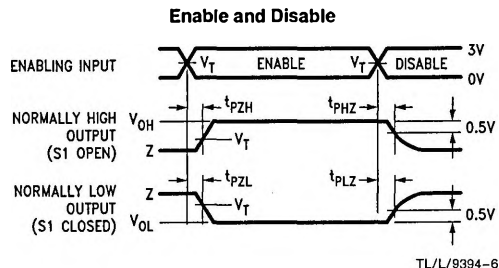 Enable and Disable
ENABLING INPUT
V_T
ENABLE
V_T
DISABLE
3V
0V
NORMALLY HIGH
OUTPUT
(S1 OPEN)
V_OH
Z
t_PZH
V_T
t_PHZ
0.5V
NORMALLY LOW
OUTPUT
(S1 CLOSED)
Z
V_OL
t_PZL
V_T
t_PLZ
0.5V
TL/L/9394-6